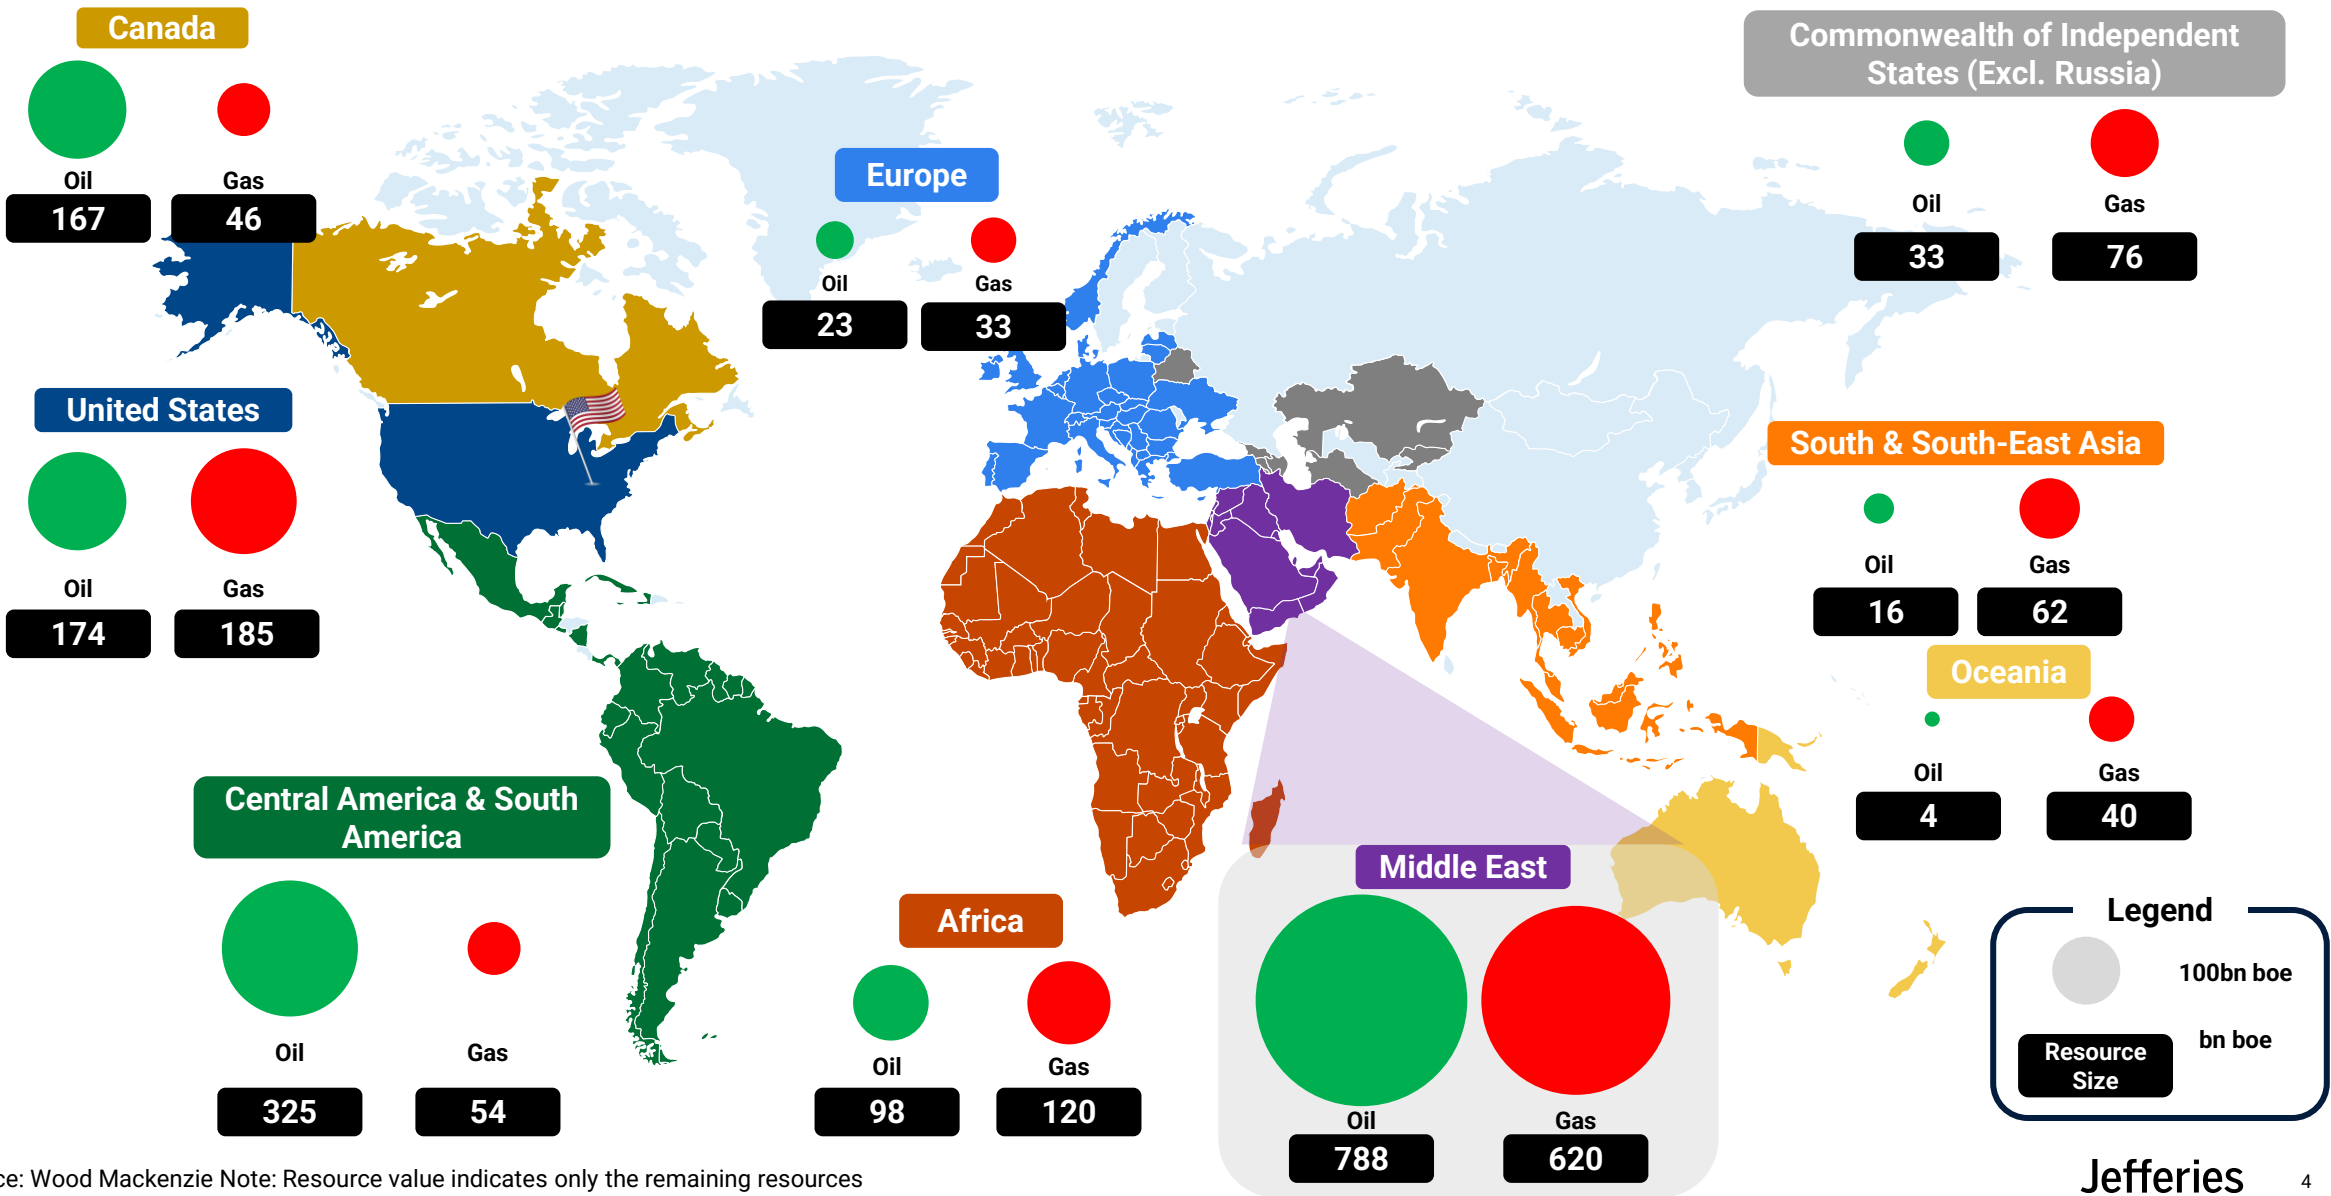 Canada
Oil
Gas
167
46
Commonwealth of Independent
States (Excl. Russia)
Oil
Gas
33
76
Europe
Oil
Gas
23
33
United States
Oil
Gas
174
185
South & South-East Asia
Oil
Gas
16
62
Oceania
Oil
Gas
4
40
Central America & South
America
Oil
Gas
325
54
Africa
Oil
Gas
98
120
Middle East
Oil
Gas
788
620
Legend
100bn boe
Resource
Size
bn boe
Wood Mackenzie Note: Resource value indicates only the remaining resources
Jefferies
4